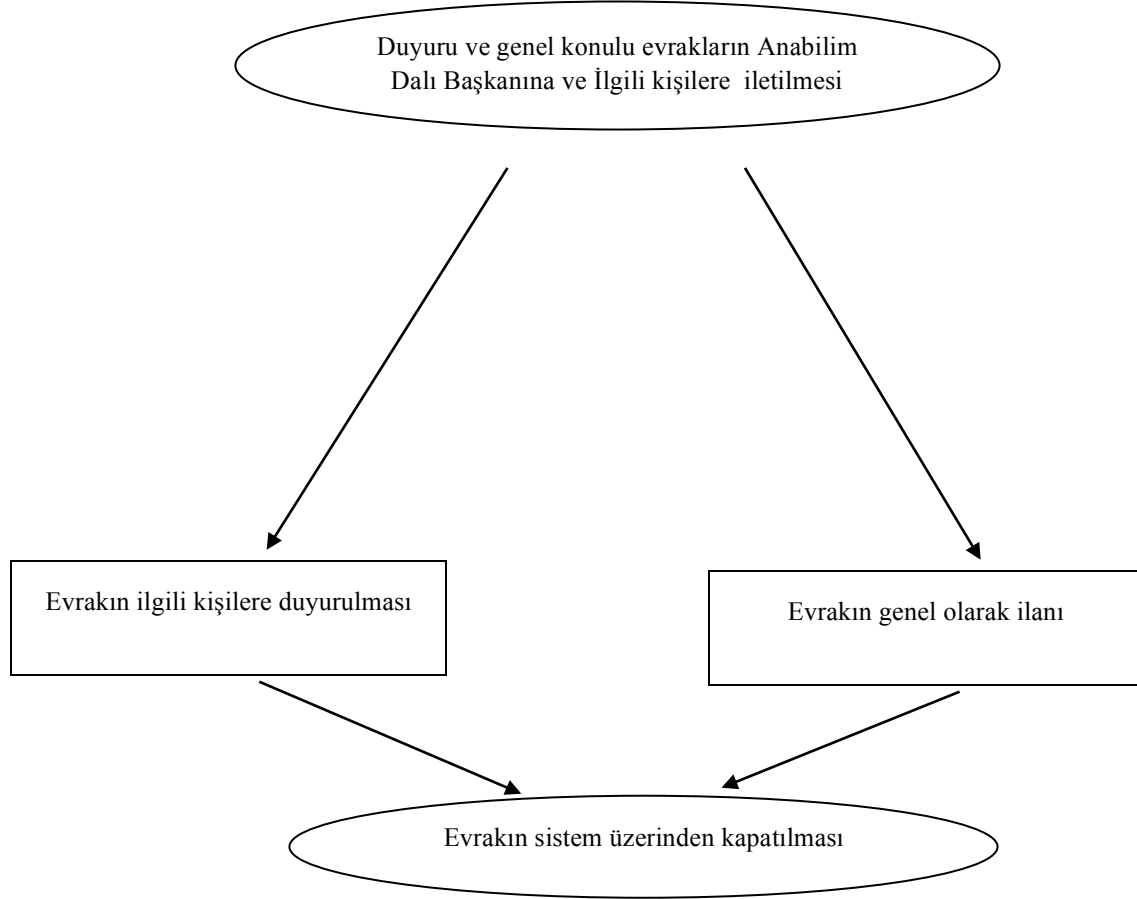 Duyuru ve genel konulu evrakların Anabilim
Dalı Başkanına ve İlgili kişilere iletilmesi
Evrakın ilgili kişilere duyurulması
Evrakın genel olarak ilanı
Evrakın sistem üzerinden kapatılması